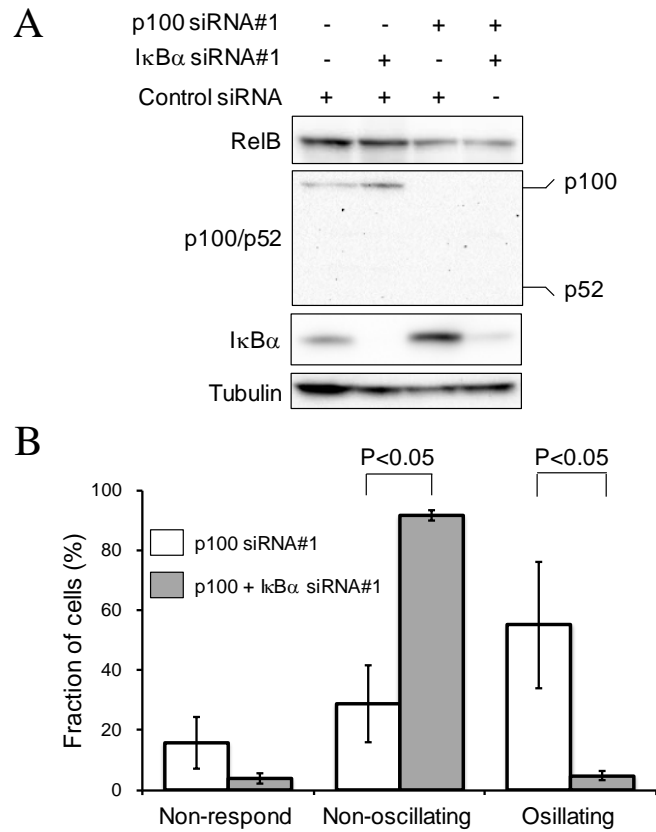 A
p100 siRNA#1 - - + +
IκBα siRNA#1 - + - +
Control siRNA + + + -
RelB
p100/p52
p100
p52
IκBα
Tubulin
B
P<0.05 P<0.05
100
80
60
40
20
0
Fraction of cells (%)
p100 siRNA#1
p100 + IκBα siRNA#1
Non-respond Non-oscillating Osillating